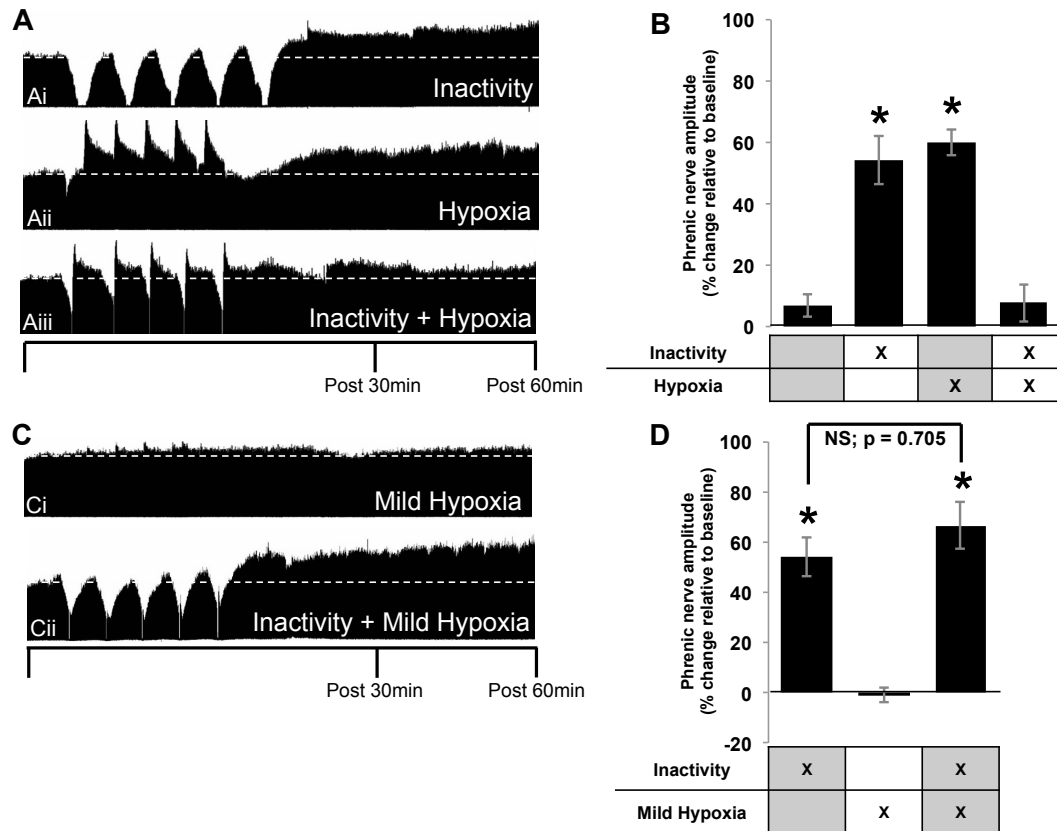 A
Ai
Inactivity
Aii
Hypoxia
Aiii
Inactivity + Hypoxia
Post 30min
Post 60min
B
Phrenic nerve amplitude
(% change relative to baseline)
100
80
60
40
20
0
*
*
Inactivity
X
X
Hypoxia
X
X
C
Ci
Mild Hypoxia
Cii
Inactivity + Mild Hypoxia
Post 30min
Post 60min
D
Phrenic nerve amplitude
(% change relative to baseline)
100
80
60
40
20
0
-20
NS; p = 0.705
*
*
Inactivity
X
X
Mild Hypoxia
X
X